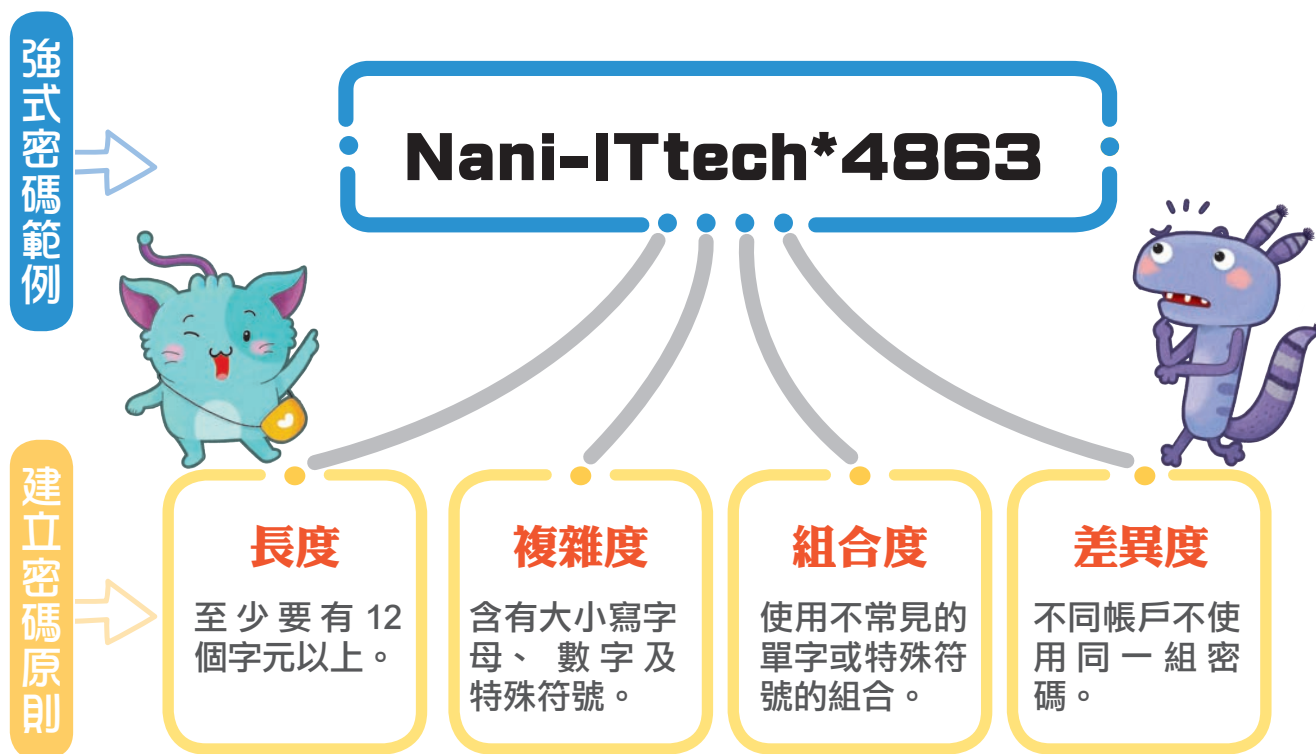 強式密碼範例
Nani-ITtech*4863
建立密碼原則
長度
至少要有 12
個字元以上。
複雜度
含有大小寫字
母、數字及
特殊符號。
組合度
使用不常見的
單字或特殊符
號的組合。
差異度
不同帳戶不使
用同一組密
碼。